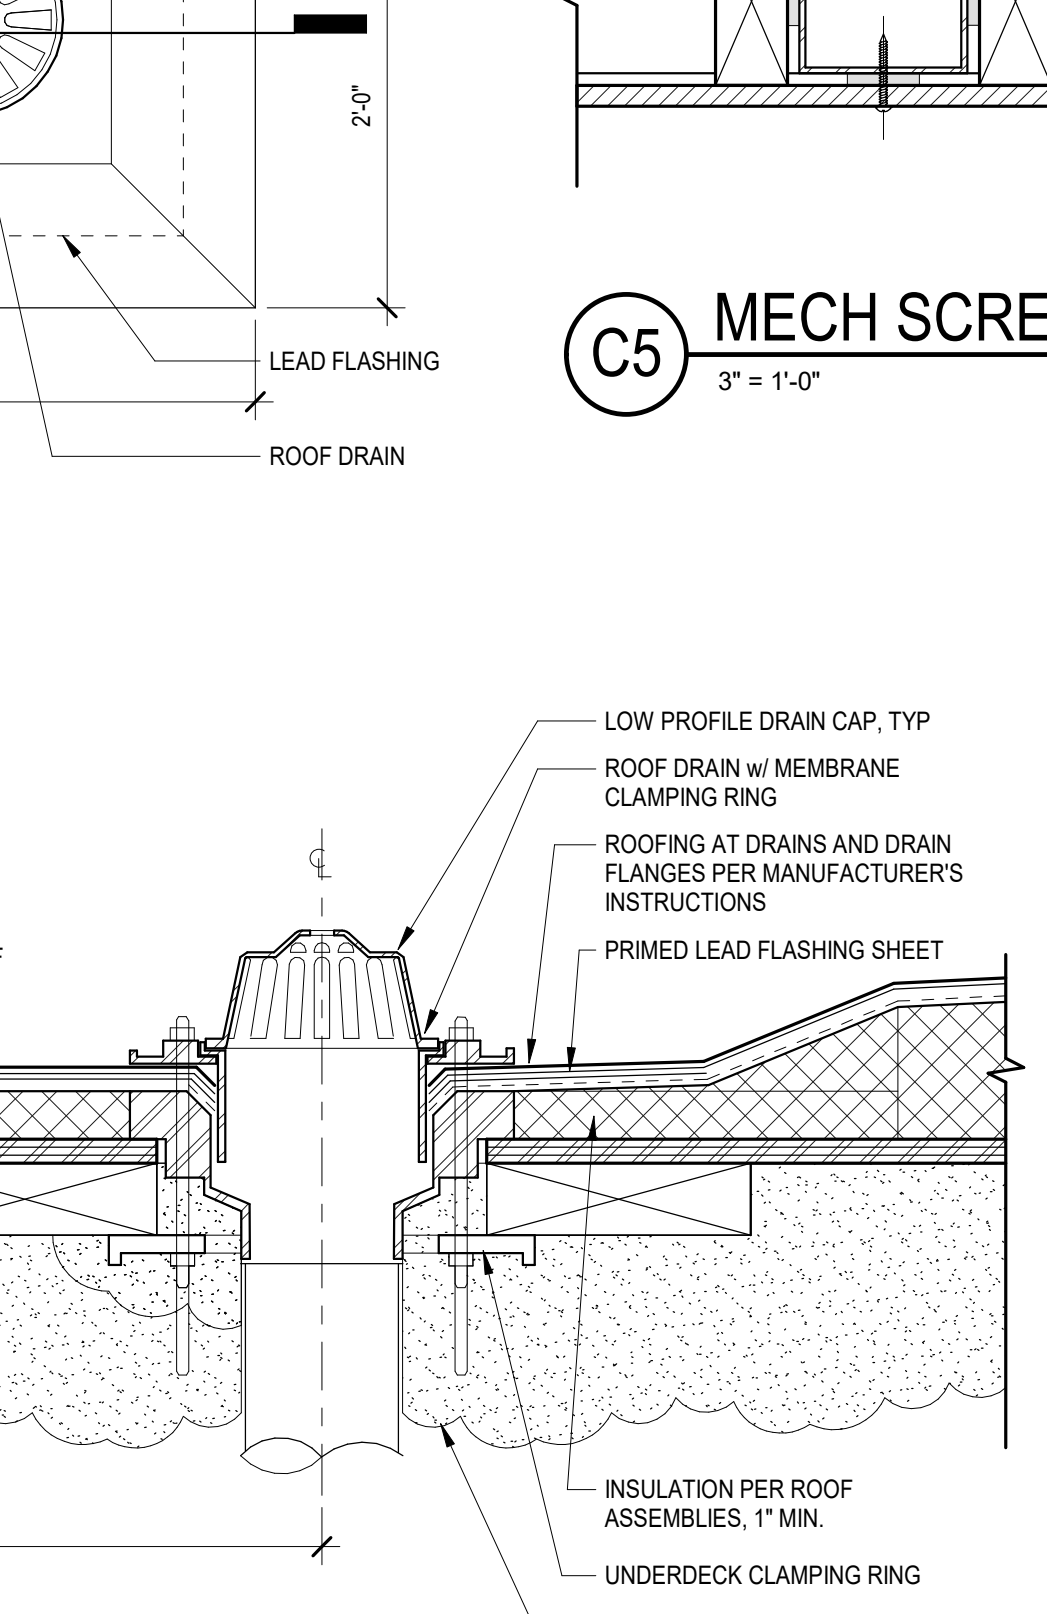 2'-0"
LEAD FLASHING
ROOF DRAIN
C5
MECH SCRE
3" = 1'-0"
LOW PROFILE DRAIN CAP, TYP
ROOF DRAIN w/ MEMBRANE
CLAMPING RING
ROOFING AT DRAINS AND DRAIN
FLANGES PER MANUFACTURER'S
INSTRUCTIONS
PRIMED LEAD FLASHING SHEET
INSULATION PER ROOF
ASSEMBLIES, 1" MIN.
UNDERDECK CLAMPING RING